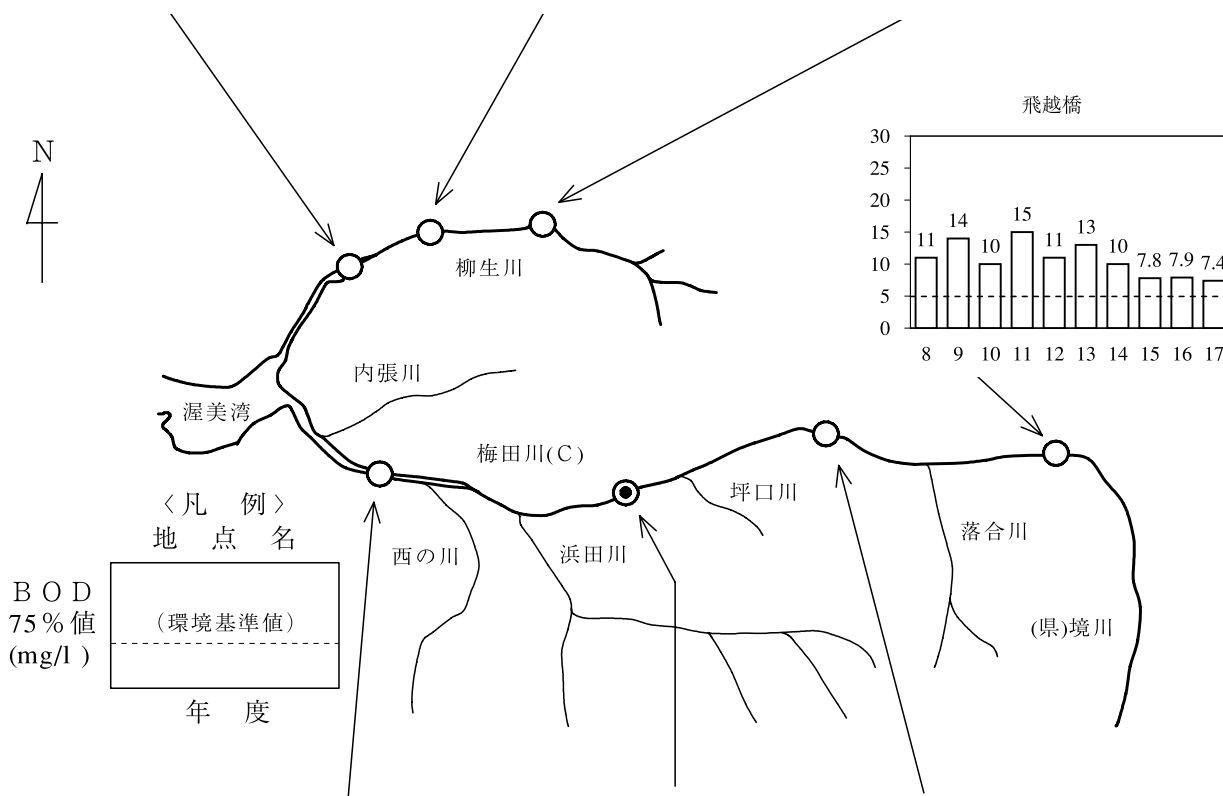 飛越橋
30
25
20
15
10
5
0
11 14 10 15 11 13 10 7.8 7.9 7.4
8 9 10 11 12 13 14 15 16 17
N
柳生川
内張川
渥美湾
梅田川(C)
坪口川
落合川
西の川
浜田川
(県)境川
〈凡 例〉
地 点 名
ＢＯＤ
75%値
(mg/l )
（環境基準値）
年 度